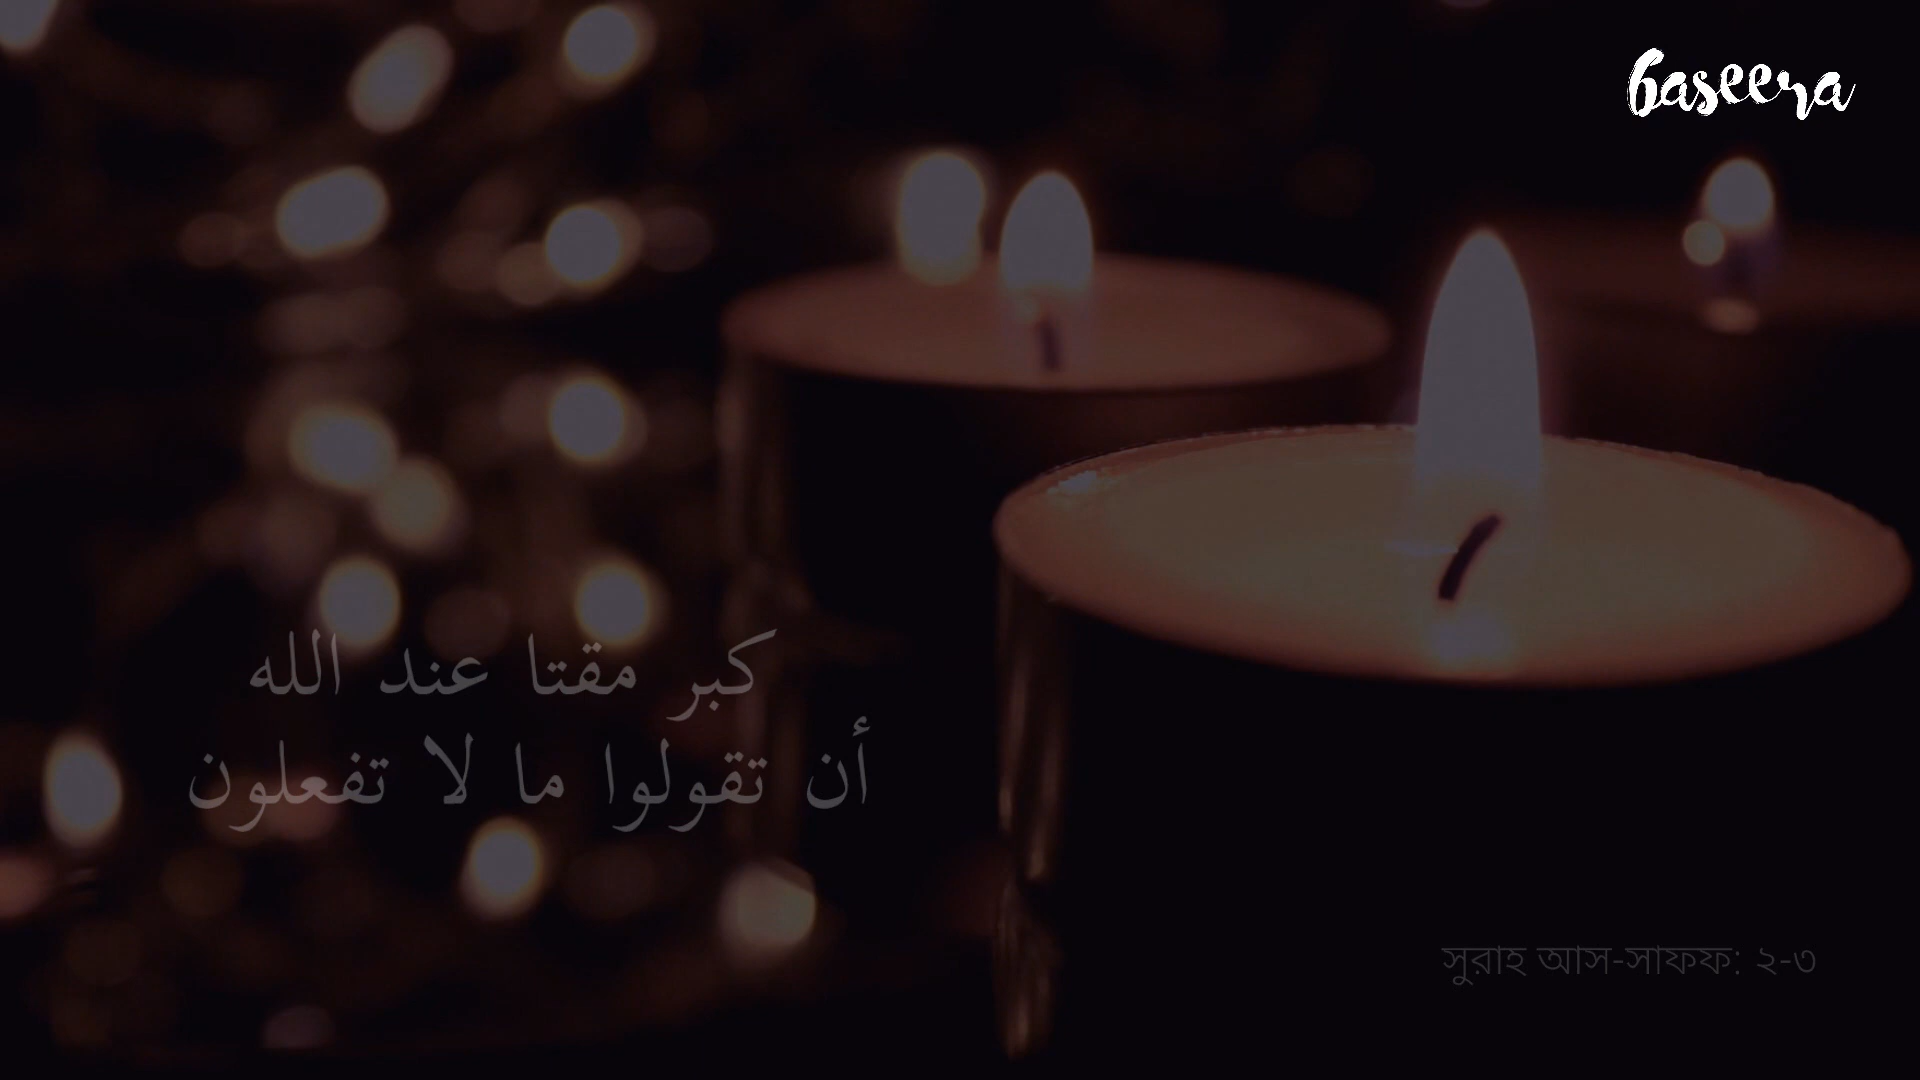 baseera
كبر مقتا عند الله
أن تقولوا ما لا تفعلون
সুরাহ আস-সাফফ: ২-৩